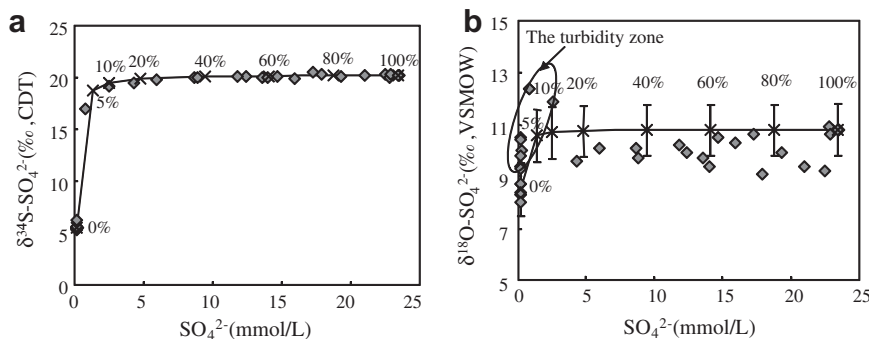 a
δ³⁴S-SO₄²⁻(‰,CDT)
25
20
15
10
5
0
10% 20% 40% 60% 80% 100%
5%
0%
0 5 10 15 20 25
SO₄²⁻(mmol/L)
b
δ¹⁸O-SO₄²⁻(‰,VSMOW)
15
13
11
9
7
5
The turbidity zone
10% 20% 40% 60% 80% 100%
5%
0%
0 5 10 15 20 25
SO₄²⁻(mmol/L)